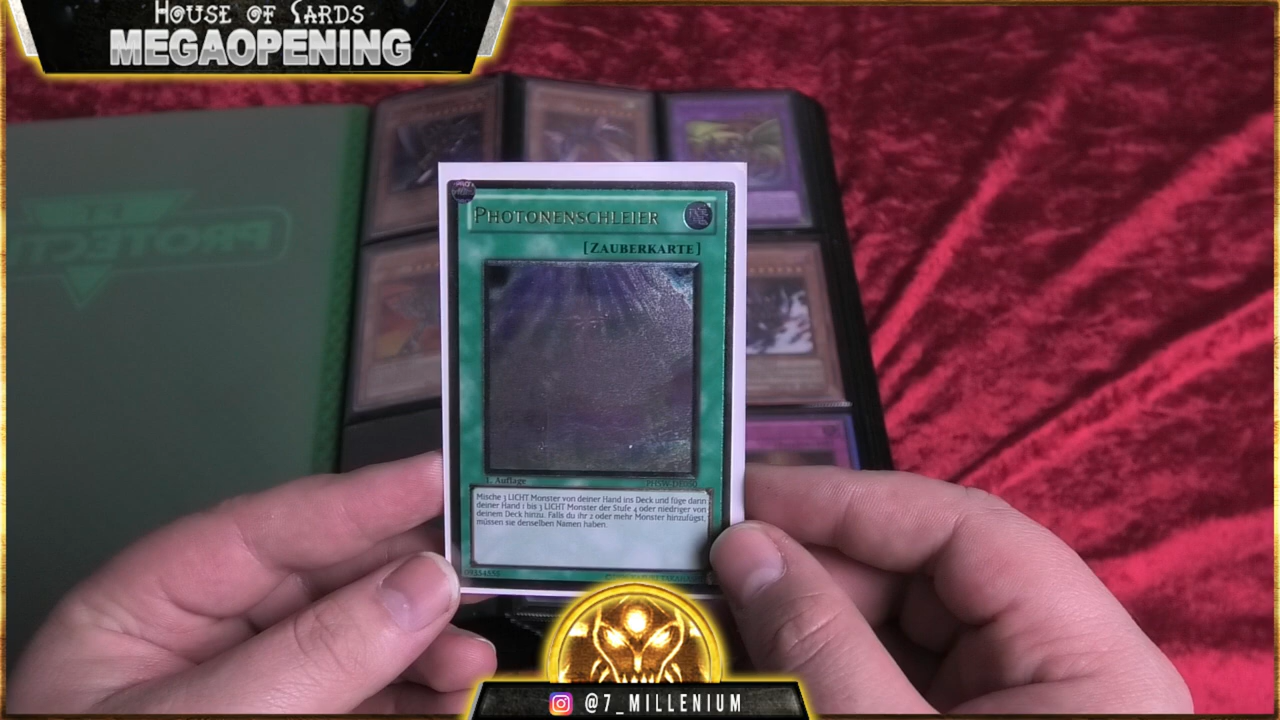 HOUSE OF CARDS
MEGAOPENING
PHOTONENSCHLEIER
[ZAUBERKARTE]
1. Auflage
PHSW-DE050
Mische 3 LICHT Monster von deiner Hand ins Deck und füge dann
deiner Hand 1 bis 3 LICHT Monster der Stufe 4 oder niedriger von
deinem Deck hinzu. Falls du ihr 2 oder mehr Monster hinzufügst,
müssen sie denselben Namen haben.
@7_MILLENIUM